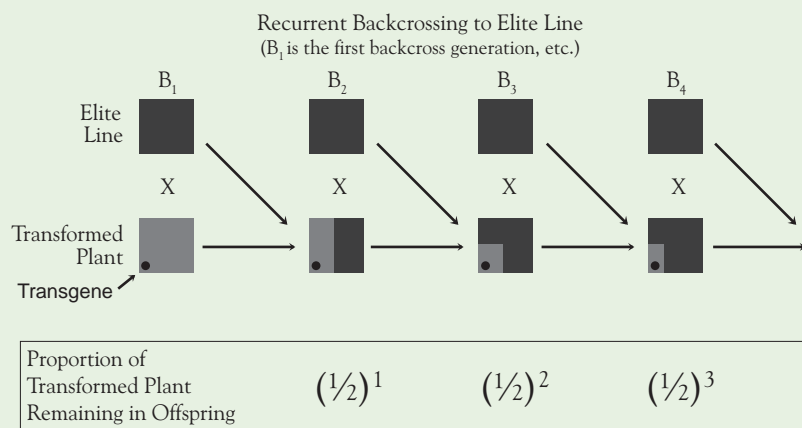 Recurrent Backcrossing to Elite Line
(B₁ is the first backcross generation, etc.)
B₁ B₂ B₃ B₄
Elite
Line
X X X X
Transformed
Plant
Transgene
Proportion of
Transformed Plant
Remaining in Offspring
(½)¹ (½)² (½)³